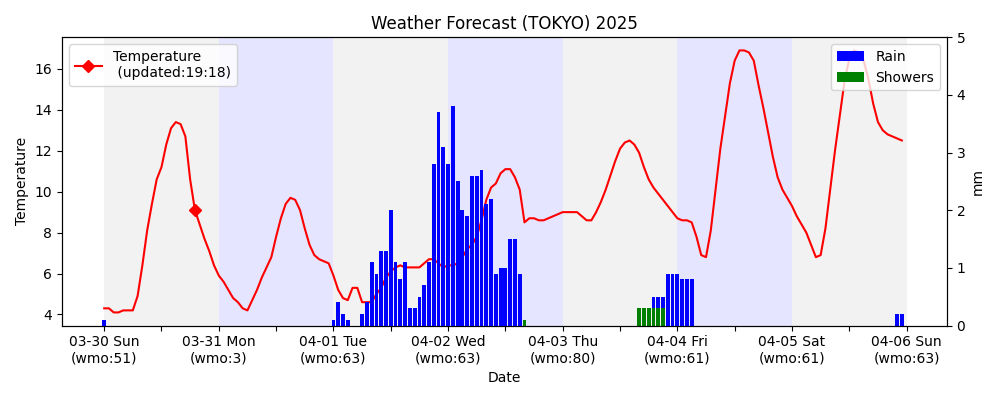 Weather Forecast (TOKYO) 2025
Temperature
(updated:19:18)
Rain
Showers
Temperature
16
14
12
10
8
6
4
5
4
3
2
1
0
mm
03-30 Sun
(wmo:51)
03-31 Mon
(wmo:3)
04-01 Tue
(wmo:63)
04-02 Wed
(wmo:63)
04-03 Thu
(wmo:80)
04-04 Fri
(wmo:61)
04-05 Sat
(wmo:61)
04-06 Sun
(wmo:63)
Date